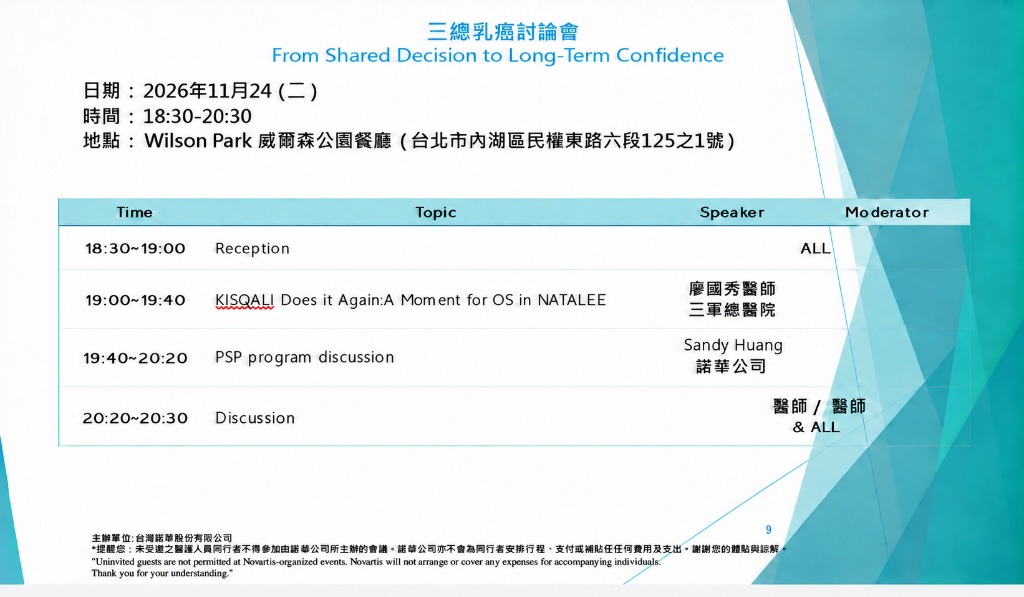 三總乳癌討論會
From Shared Decision to Long-Term Confidence
日期：2026年11月24 (二)
時間：18:30-20:30
地點：Wilson Park 威爾森公園餐廳 (台北市內湖區民權東路六段125之1號)
Time Topic Speaker Moderator
18:30~19:00 Reception ALL
19:00~19:40 KISQALI Does it Again:A Moment for OS in NATALEE 廖國秀醫師
三軍總醫院
19:40~20:20 PSP program discussion Sandy Huang
諾華公司
20:20~20:30 Discussion 醫師 / 醫師
& ALL
9
主辦單位:台灣諾華股份有限公司
*提醒您：未受邀之醫護人員同行者不得參加由諾華公司所主辦的會議。諾華公司亦不會為同行者安排行程、支付或補貼任任何費用及支出。謝謝您的體貼與諒解。
"Uninvited guests are not permitted at Novartis-organized events. Novartis will not arrange or cover any expenses for accompanying individuals.
Thank you for your understanding."